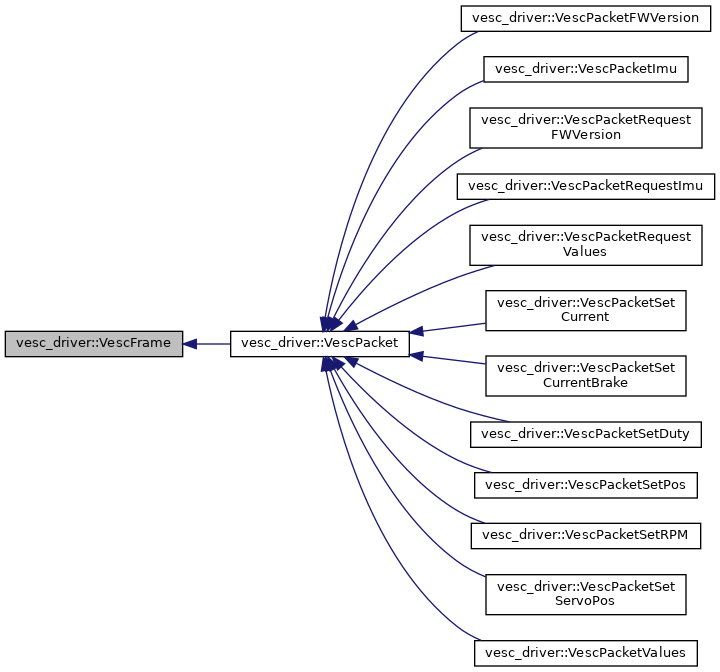 vesc_driver::VescPacketFWVersion
vesc_driver::VescPacketImu
vesc_driver::VescPacketRequest
FWVersion
vesc_driver::VescPacketRequestImu
vesc_driver::VescPacketRequest
Values
vesc_driver::VescPacketSet
Current
vesc_driver::VescFrame
vesc_driver::VescPacket
vesc_driver::VescPacketSet
CurrentBrake
vesc_driver::VescPacketSetDuty
vesc_driver::VescPacketSetPos
vesc_driver::VescPacketSetRPM
vesc_driver::VescPacketSet
ServoPos
vesc_driver::VescPacketValues